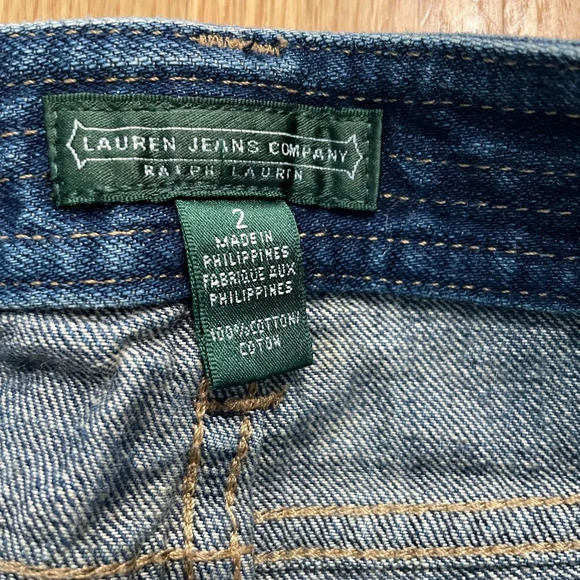 LAUREN JEANS COMPANY
RALPH LAUREN
2
MADE IN
PHILIPPINES
FABRIQUE AUX
PHILIPPINES
100% COTTON/
COTON